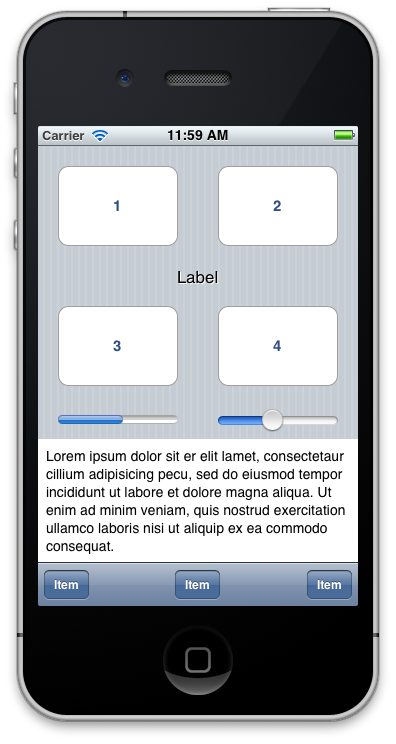 Carrier 11:59 AM
1 2
Label
3 4
Lorem ipsum dolor sit er elit lamet, consectetaur
cillium adipisicing pecu, sed do eiusmod tempor
incididunt ut labore et dolore magna aliqua. Ut
enim ad minim veniam, quis nostrud exercitation
ullamco laboris nisi ut aliquip ex ea commodo
consequat.
Item Item Item